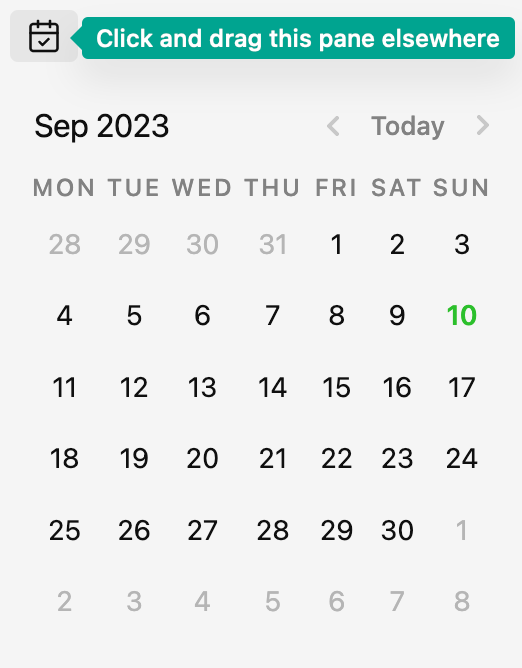 Click and drag this pane elsewhere
Sep 2023 Today
MON TUE WED THU FRI SAT SUN
28 29 30 31 1 2 3
4 5 6 7 8 9 10
11 12 13 14 15 16 17
18 19 20 21 22 23 24
25 26 27 28 29 30 1
2 3 4 5 6 7 8